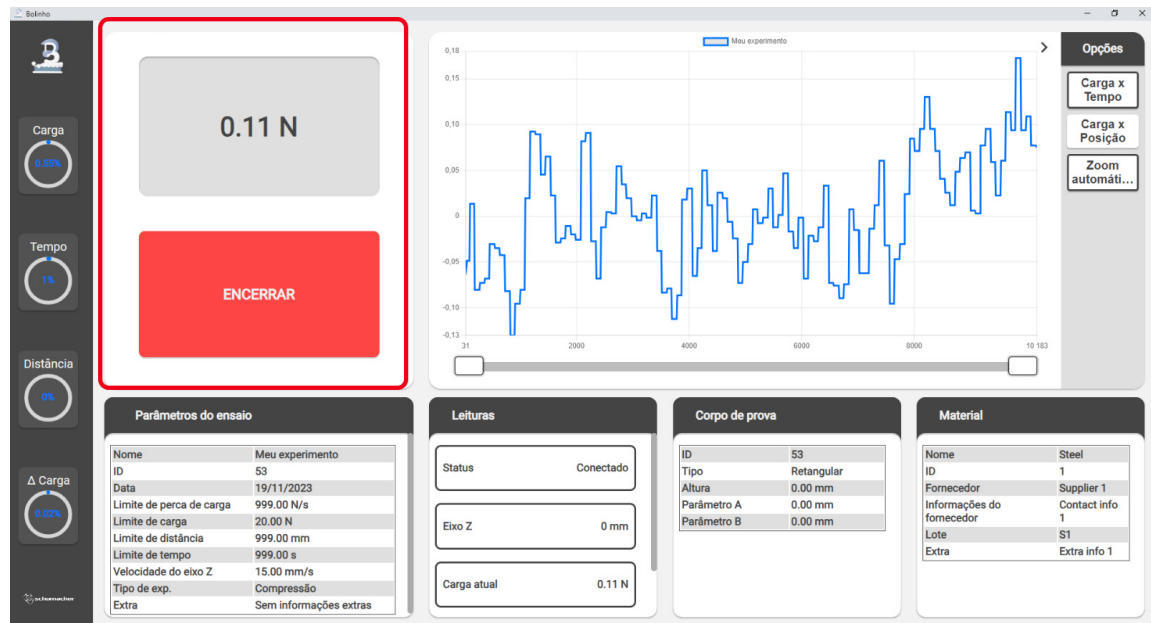 Bolinho
B
Carga
0.55%
Tempo
1%
Distância
0%
Δ Carga
0.02%
schumacher
0.11 N
ENCERRAR
Meu experimento
0,18
0,15
0,10
0,05
0
-0,05
-0,10
-0,13
31
2000
4000
6000
8000
10 183
Opções
Carga x
Tempo
Carga x
Posição
Zoom
automáti...
Parâmetros do ensaio
Nome Meu experimento
ID 53
Data 19/11/2023
Limite de perca de carga 999.00 N/s
Limite de carga 20.00 N
Limite de distância 999.00 mm
Limite de tempo 999.00 s
Velocidade do eixo Z 15.00 mm/s
Tipo de exp. Compressão
Extra Sem informações extras
Leituras
Status Conectado
Eixo Z 0 mm
Carga atual 0.11 N
Corpo de prova
ID 53
Tipo Retangular
Altura 0.00 mm
Parâmetro A 0.00 mm
Parâmetro B 0.00 mm
Material
Nome Steel
ID 1
Fornecedor Supplier 1
Informações do Contact info
fornecedor 1
Lote S1
Extra Extra info 1